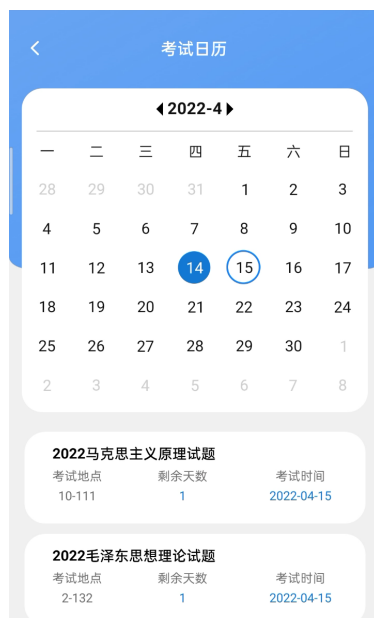 考试日历
2022-4
一 二 三 四 五 六 日
28 29 30 31 1 2 3
4 5 6 7 8 9 10
11 12 13 14 15 16 17
18 19 20 21 22 23 24
25 26 27 28 29 30 1
2 3 4 5 6 7 8
2022马克思主义原理试题
考试地点 剩余天数 考试时间
10-111 1 2022-04-15
2022毛泽东思想理论试题
考试地点 剩余天数 考试时间
2-132 1 2022-04-15